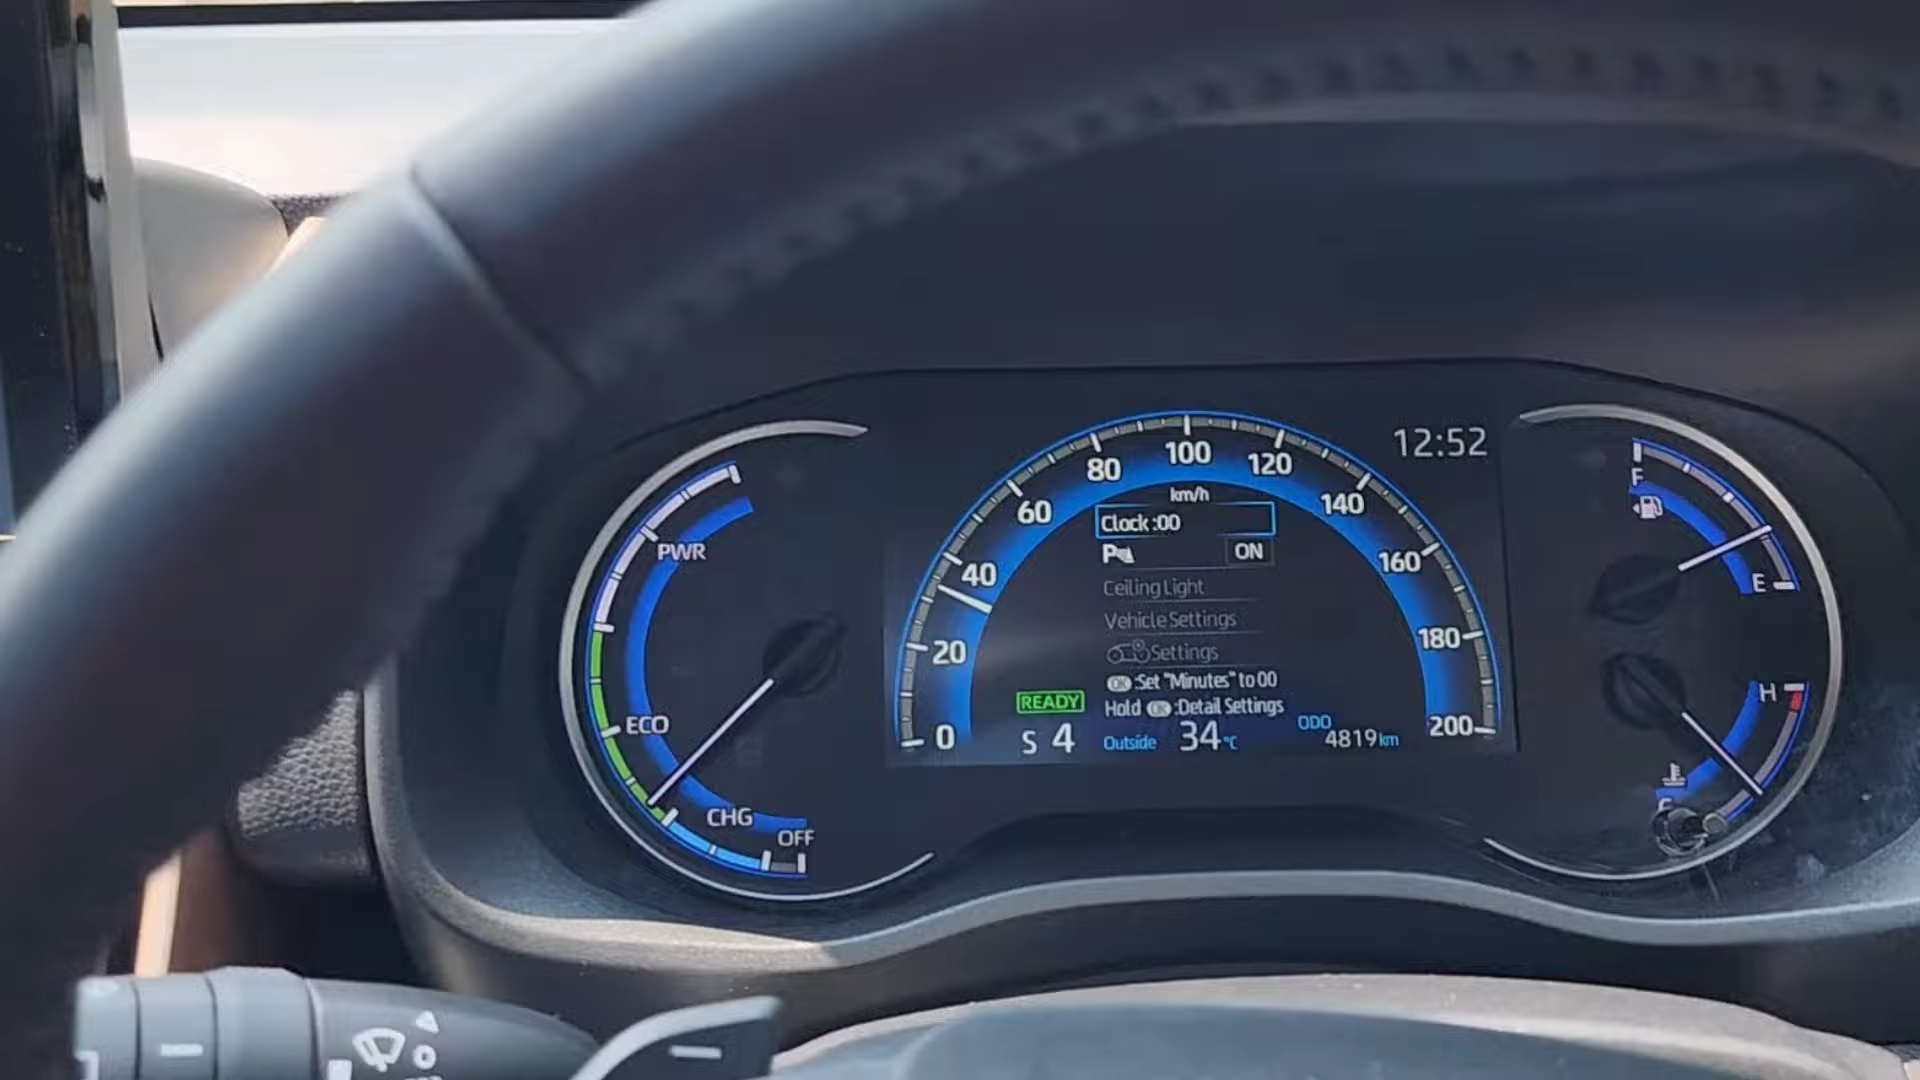 PWR
ECO
CHG
OFF
0
20
40
60
80
100
120
140
160
180
200
km/h
12:52
Clock :00
P ON
Ceiling Light
Vehicle Settings
Settings
OK :Set "Minutes" to 00
Hold OK :Detail Settings
READY
S 4
Outside 34°C
ODO
4819 km
F
E
H
C